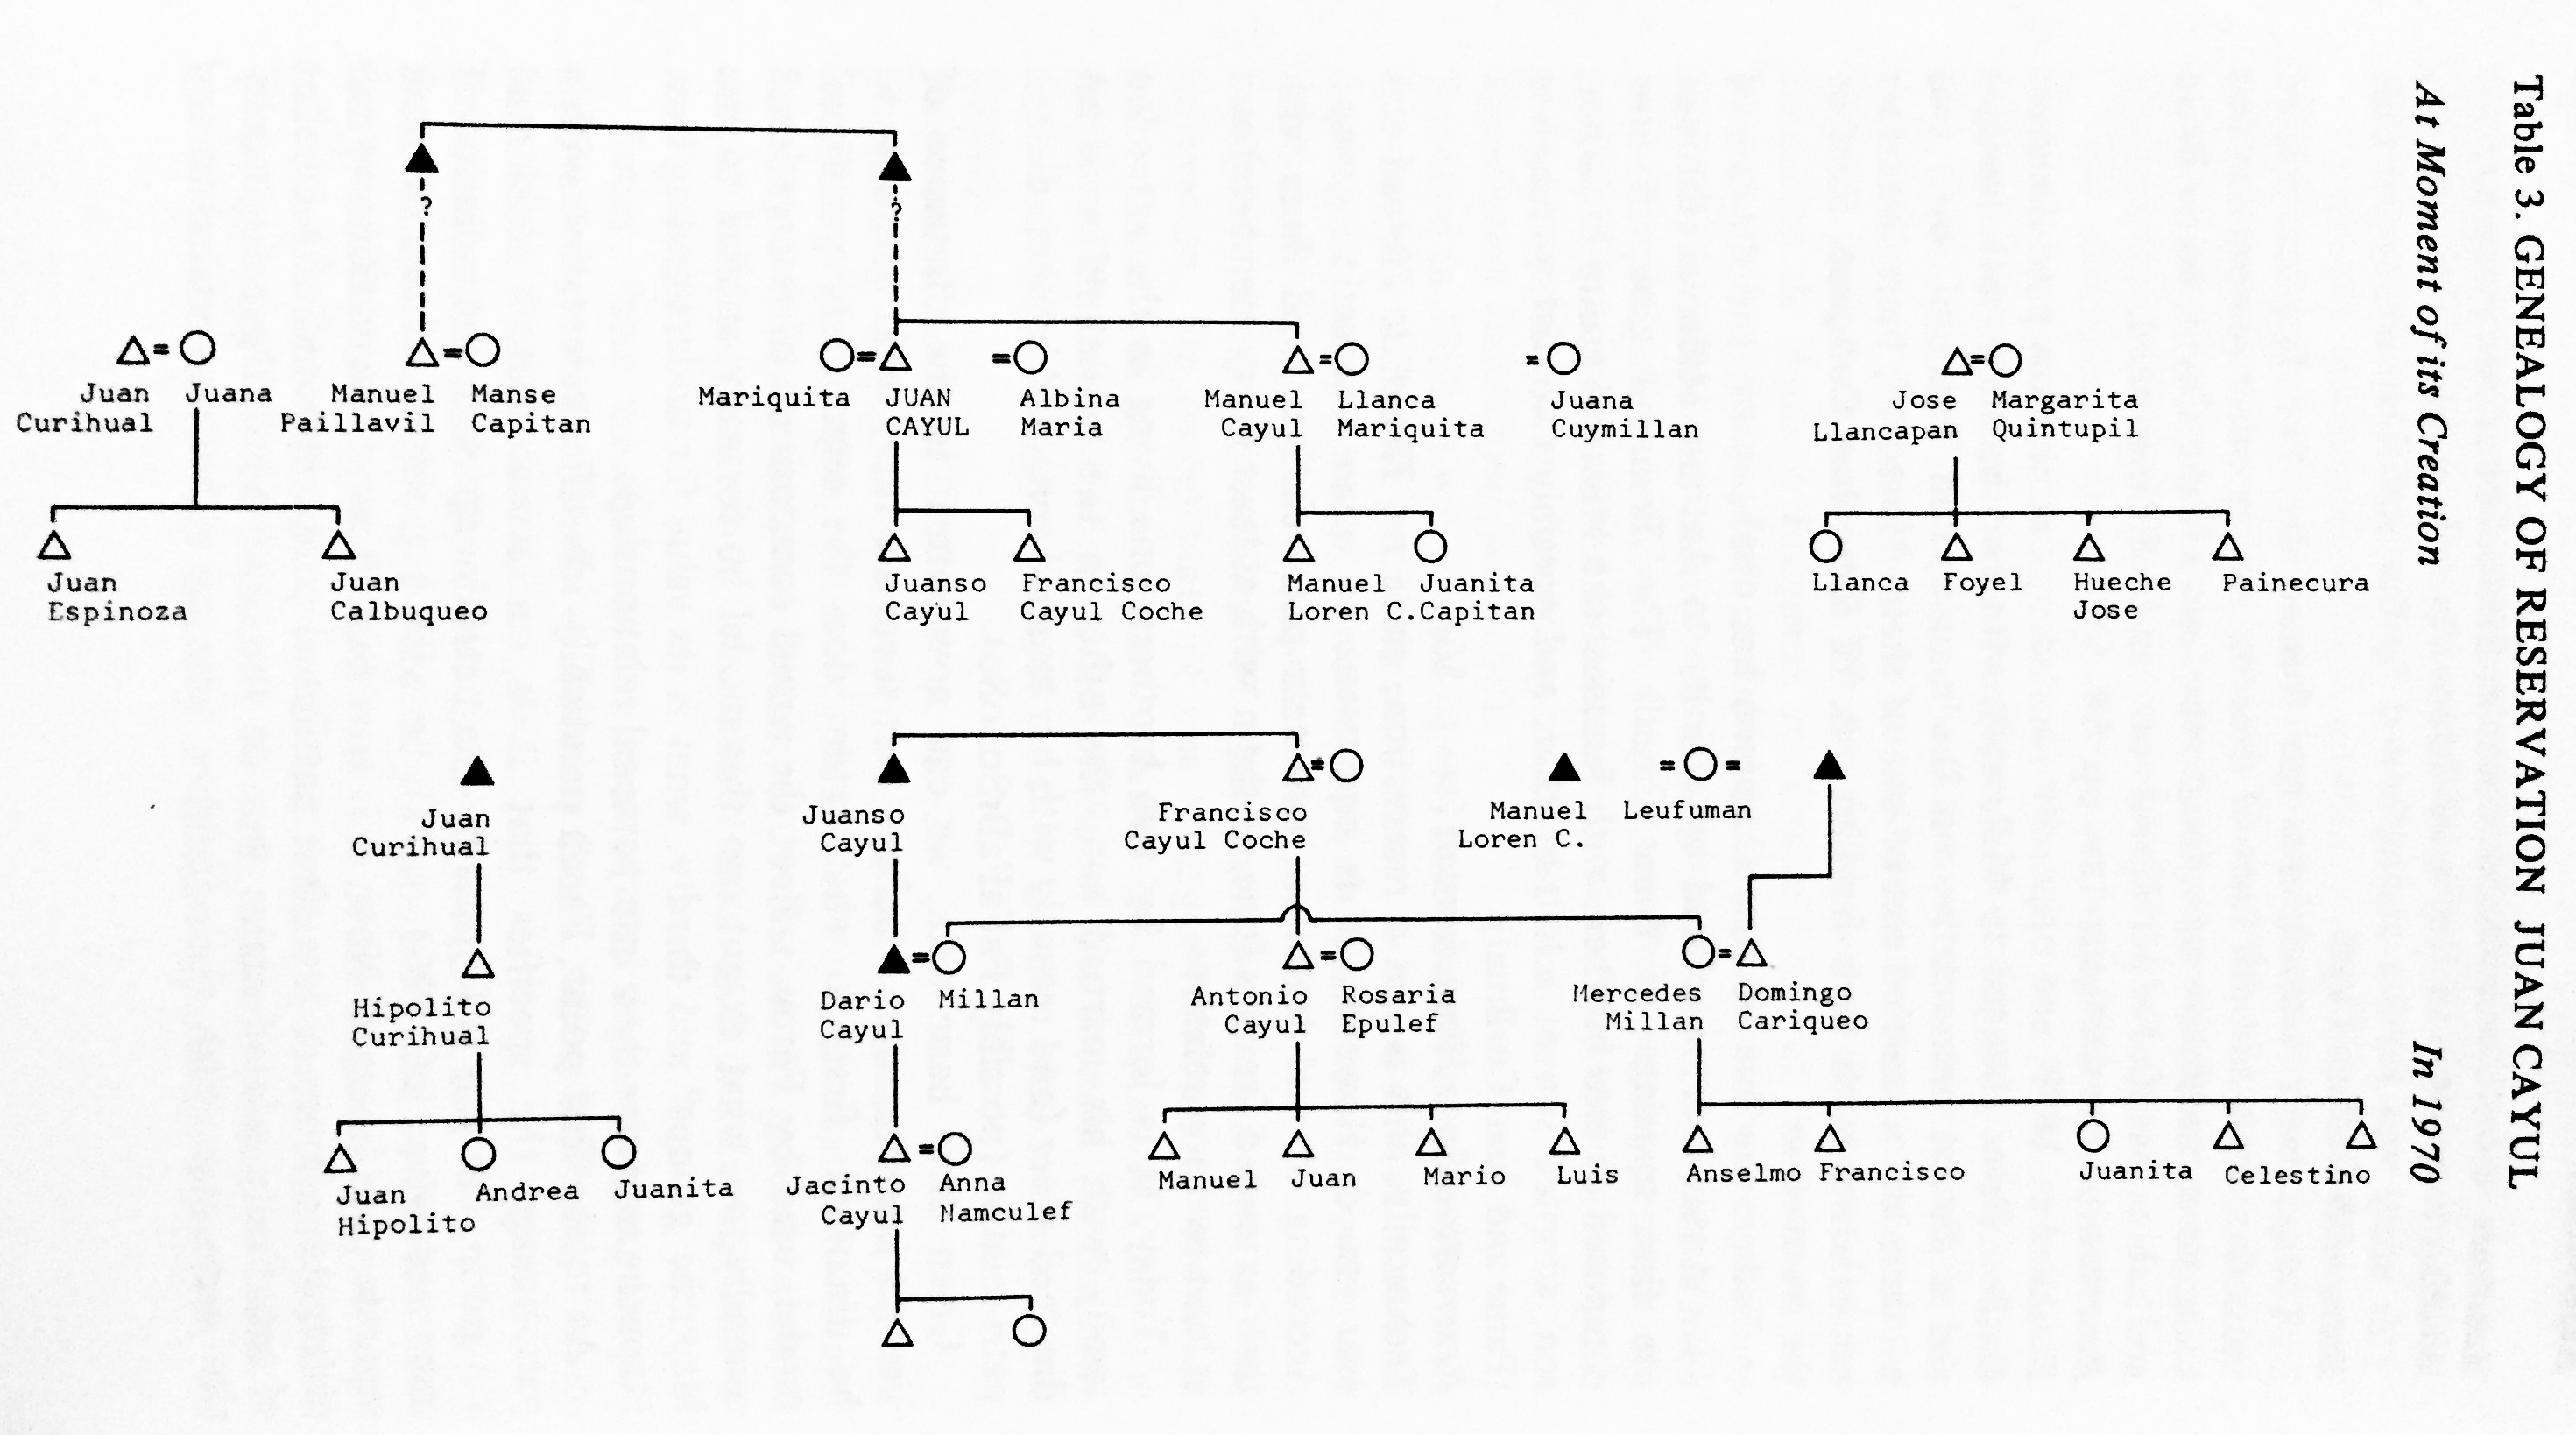 Table 3. GENEALOGY OF RESERVATION JUAN CAYUL
At Moment of its Creation
?
?
Juan
Curihual
Juana
Manuel
Paillavil
Manse
Capitan
Mariquita
JUAN
CAYUL
Albina
Maria
Manuel
Cayul
Llanca
Mariquita
Juana
Cuymillan
Jose
Llancapan
Margarita
Quintupil
Juan
Espinoza
Juan
Calbuqueo
Juanso
Cayul
Francisco
Cayul Coche
Manuel
Loren C.
Juanita
Capitan
Llanca
Foyel
Hueche
Jose
Painecura
In 1970
Juan
Curihual
Juanso
Cayul
Francisco
Cayul Coche
Manuel
Loren C.
Leufuman
Hipolito
Curihual
Dario
Cayul
Millan
Antonio
Cayul
Rosaria
Epulef
Mercedes
Millan
Domingo
Cariqueo
Juan
Hipolito
Andrea
Juanita
Jacinto
Cayul
Anna
Namculef
Manuel
Juan
Mario
Luis
Anselmo
Francisco
Juanita
Celestino